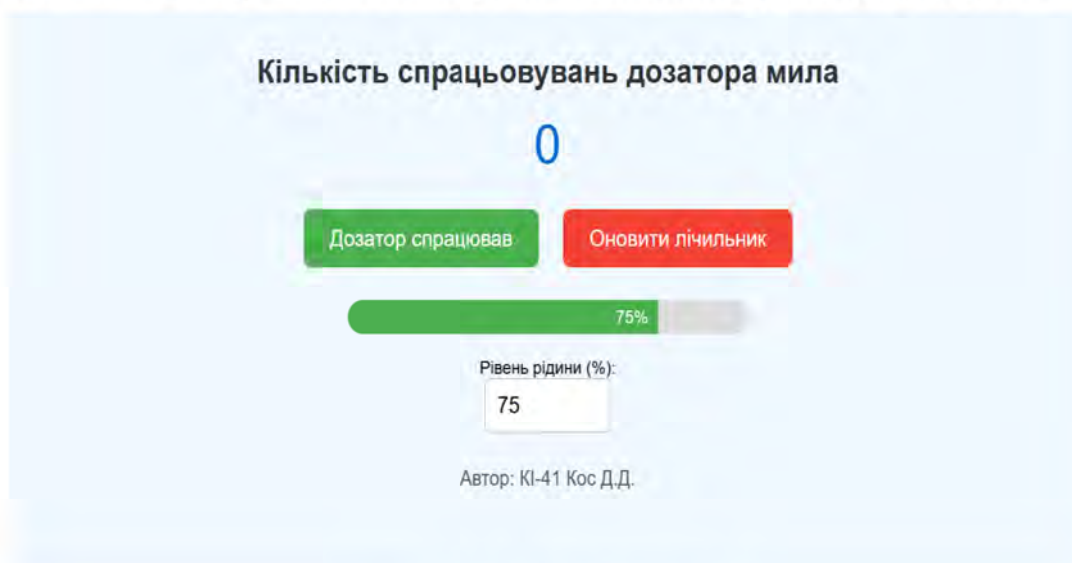 Кількість спрацьовувань дозатора мила
0
Дозатор спрацював Оновити лічильник
75%
Рівень рідини (%):
75
Автор: КІ-41 Кос Д.Д.